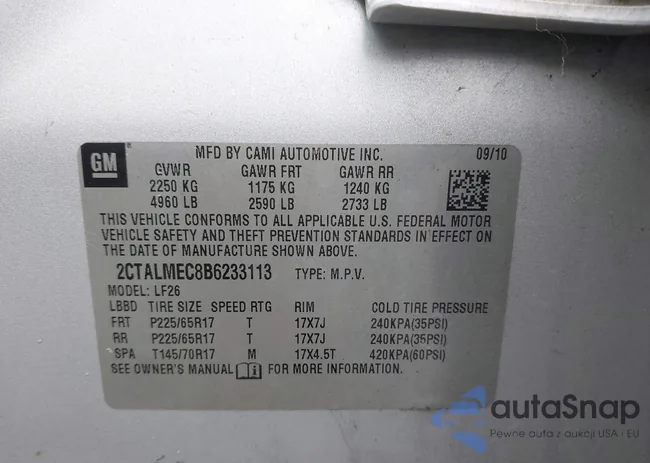 GM
MFD BY CAMI AUTOMOTIVE INC. 09/10
GVWR GAWR FRT GAWR RR
2250 KG 1175 KG 1240 KG
4960 LB 2590 LB 2733 LB
THIS VEHICLE CONFORMS TO ALL APPLICABLE U.S. FEDERAL MOTOR
VEHICLE SAFETY AND THEFT PREVENTION STANDARDS IN EFFECT ON
THE DATE OF MANUFACTURE SHOWN ABOVE.
2CTALMEC8B6233113 TYPE: M.P.V.
MODEL: LF26
LBBD TIRE SIZE SPEED RTG RIM COLD TIRE PRESSURE
FRT P225/65R17 T 17X7J 240KPA(35PSI)
RR P225/65R17 T 17X7J 240KPA(35PSI)
SPA T145/70R17 M 17X4.5T 420KPA(60PSI)
SEE OWNER'S MANUAL FOR MORE INFORMATION.
autaSnap
Pewne auta z aukcji USA i EU